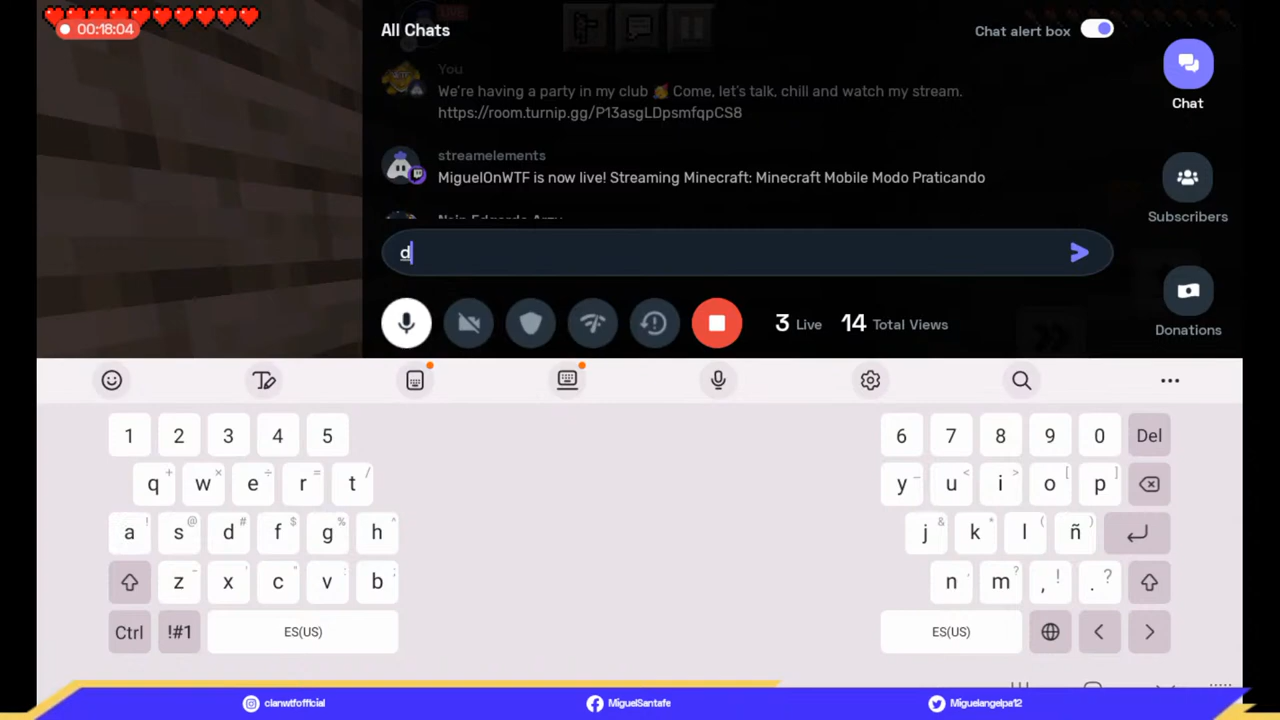 00:18:04
LIVE
All Chats
Chat alert box
You
We're having a party in my club 🥳 Come, let's talk, chill and watch my stream.
https://room.turnip.gg/P13asgLDpsmfqpCS8
Chat
streamelements
MiguelOnWTF is now live! Streaming Minecraft: Minecraft Mobile Modo Praticando
Subscribers
d
3 Live 14 Total Views
Donations
1 2 3 4 5 6 7 8 9 0 Del
q + w × e ÷ r = t / y _ u < i > o [ p ]
a ! s @ d # f $ g % h ^ j & k * l ( ñ )
z - x ' c " v : b ; n , m ? , ! . ?
Ctrl !#1 ES(US) ES(US) < >
clanwtfofficial MiguelSantafe Miguelangelpa12